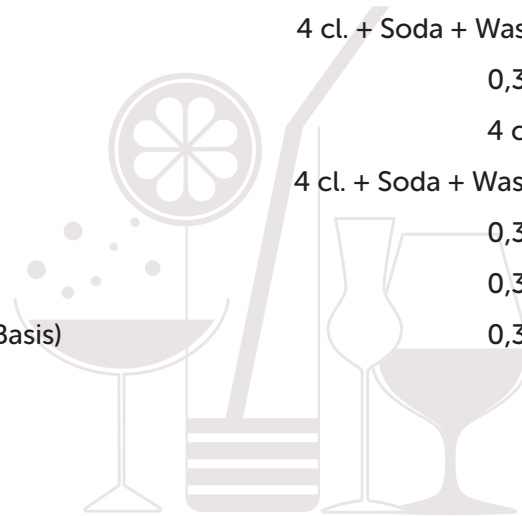 4 cl. + Soda + Was
0,3
4 c
4 cl. + Soda + Was
0,3
0,3
Basis) 0,3